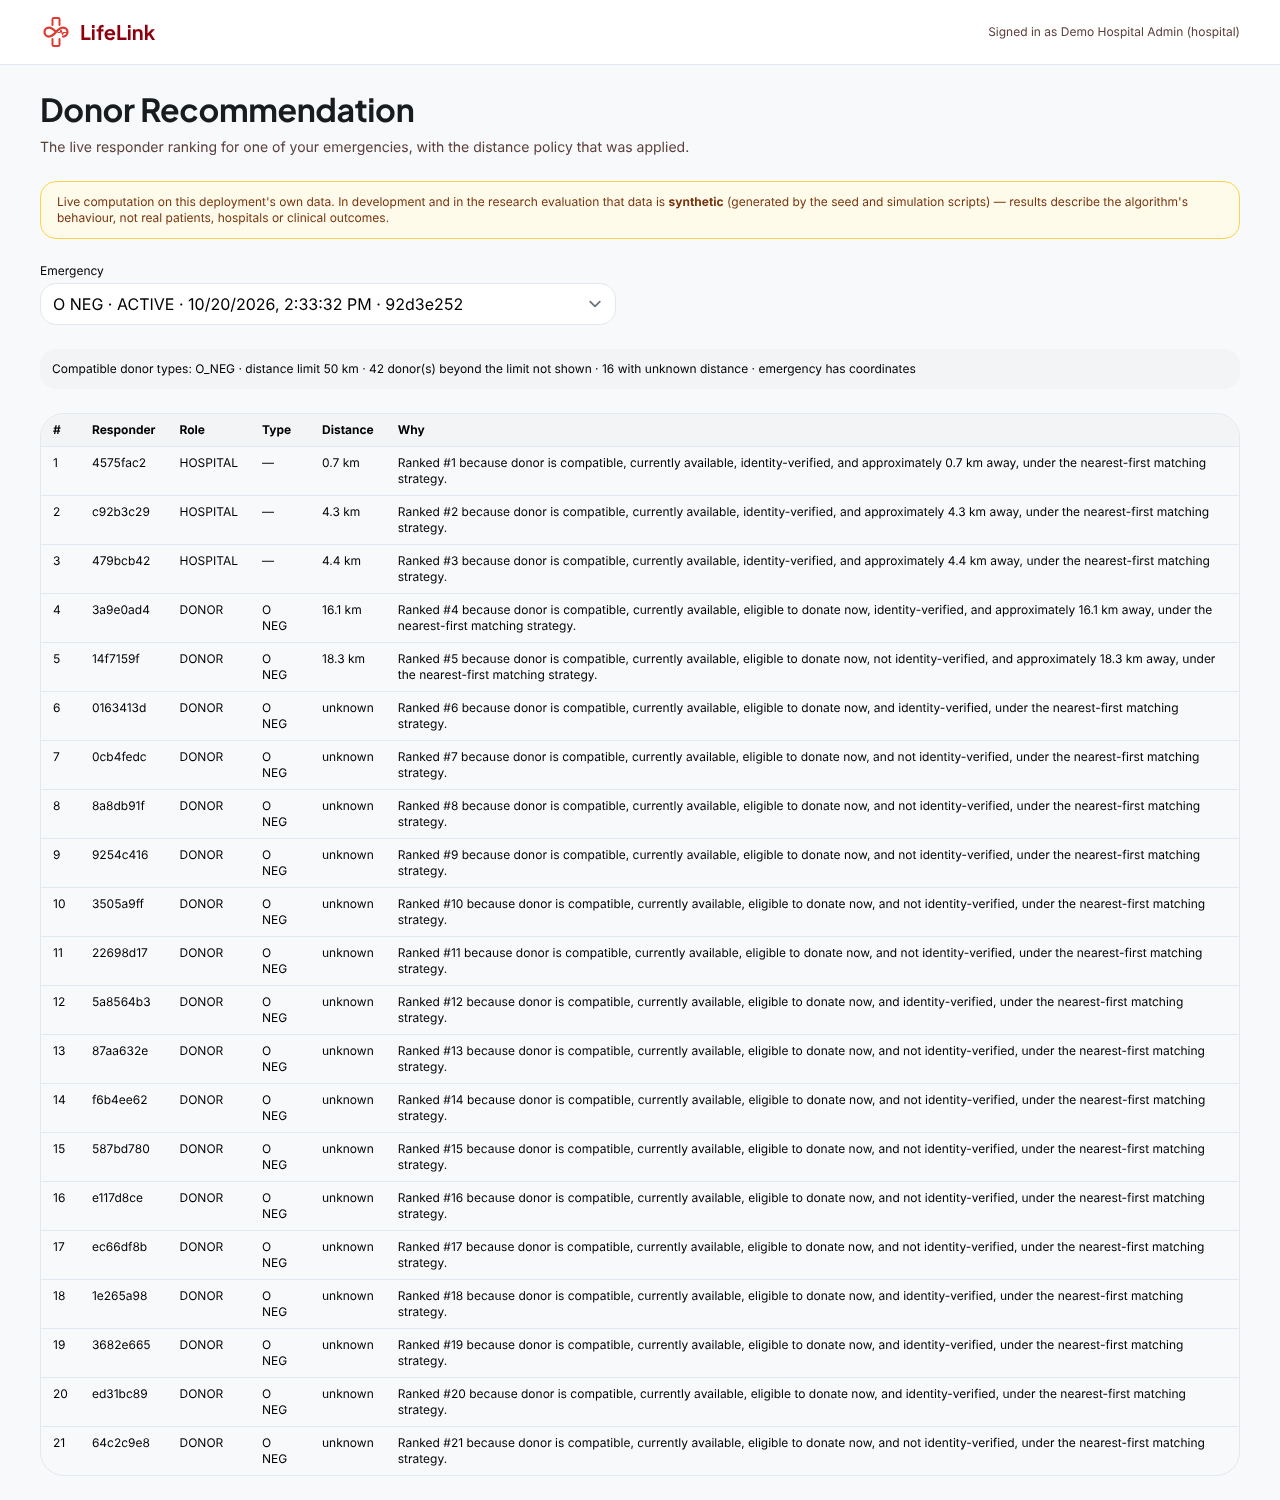 LifeLink
Signed in as Demo Hospital Admin (hospital)
Donor Recommendation
The live responder ranking for one of your emergencies, with the distance policy that was applied.
Live computation on this deployment's own data. In development and in the research evaluation that data is synthetic (generated by the seed and simulation scripts) — results describe the algorithm's
behaviour, not real patients, hospitals or clinical outcomes.
Emergency
O NEG · ACTIVE · 10/20/2026, 2:33:32 PM · 92d3e252
Compatible donor types: O_NEG · distance limit 50 km · 42 donor(s) beyond the limit not shown · 16 with unknown distance · emergency has coordinates
# Responder Role Type Distance Why
1 4575fac2 HOSPITAL — 0.7 km Ranked #1 because donor is compatible, currently available, identity-verified, and approximately 0.7 km away, under the nearest-first matching
strategy.
2 c92b3c29 HOSPITAL — 4.3 km Ranked #2 because donor is compatible, currently available, identity-verified, and approximately 4.3 km away, under the nearest-first matching
strategy.
3 479bcb42 HOSPITAL — 4.4 km Ranked #3 because donor is compatible, currently available, identity-verified, and approximately 4.4 km away, under the nearest-first matching
strategy.
4 3a9e0ad4 DONOR O 16.1 km Ranked #4 because donor is compatible, currently available, eligible to donate now, identity-verified, and approximately 16.1 km away, under the
NEG nearest-first matching strategy.
5 14f7159f DONOR O 18.3 km Ranked #5 because donor is compatible, currently available, eligible to donate now, not identity-verified, and approximately 18.3 km away, under
NEG the nearest-first matching strategy.
6 0163413d DONOR O unknown Ranked #6 because donor is compatible, currently available, eligible to donate now, and identity-verified, under the nearest-first matching
NEG strategy.
7 0cb4fedc DONOR O unknown Ranked #7 because donor is compatible, currently available, eligible to donate now, and not identity-verified, under the nearest-first matching
NEG strategy.
8 8a8db91f DONOR O unknown Ranked #8 because donor is compatible, currently available, eligible to donate now, and not identity-verified, under the nearest-first matching
NEG strategy.
9 9254c416 DONOR O unknown Ranked #9 because donor is compatible, currently available, eligible to donate now, and not identity-verified, under the nearest-first matching
NEG strategy.
10 3505a9ff DONOR O unknown Ranked #10 because donor is compatible, currently available, eligible to donate now, and not identity-verified, under the nearest-first matching
NEG strategy.
11 22698d17 DONOR O unknown Ranked #11 because donor is compatible, currently available, eligible to donate now, and not identity-verified, under the nearest-first matching
NEG strategy.
12 5a8564b3 DONOR O unknown Ranked #12 because donor is compatible, currently available, eligible to donate now, and identity-verified, under the nearest-first matching
NEG strategy.
13 87aa632e DONOR O unknown Ranked #13 because donor is compatible, currently available, eligible to donate now, and not identity-verified, under the nearest-first matching
NEG strategy.
14 f6b4ee62 DONOR O unknown Ranked #14 because donor is compatible, currently available, eligible to donate now, and not identity-verified, under the nearest-first matching
NEG strategy.
15 587bd780 DONOR O unknown Ranked #15 because donor is compatible, currently available, eligible to donate now, and not identity-verified, under the nearest-first matching
NEG strategy.
16 e117d8ce DONOR O unknown Ranked #16 because donor is compatible, currently available, eligible to donate now, and not identity-verified, under the nearest-first matching
NEG strategy.
17 ec66df8b DONOR O unknown Ranked #17 because donor is compatible, currently available, eligible to donate now, and not identity-verified, under the nearest-first matching
NEG strategy.
18 1e265a98 DONOR O unknown Ranked #18 because donor is compatible, currently available, eligible to donate now, and identity-verified, under the nearest-first matching
NEG strategy.
19 3682e665 DONOR O unknown Ranked #19 because donor is compatible, currently available, eligible to donate now, and identity-verified, under the nearest-first matching
NEG strategy.
20 ed31bc89 DONOR O unknown Ranked #20 because donor is compatible, currently available, eligible to donate now, and identity-verified, under the nearest-first matching
NEG strategy.
21 64c2c9e8 DONOR O unknown Ranked #21 because donor is compatible, currently available, eligible to donate now, and not identity-verified, under the nearest-first matching
NEG strategy.